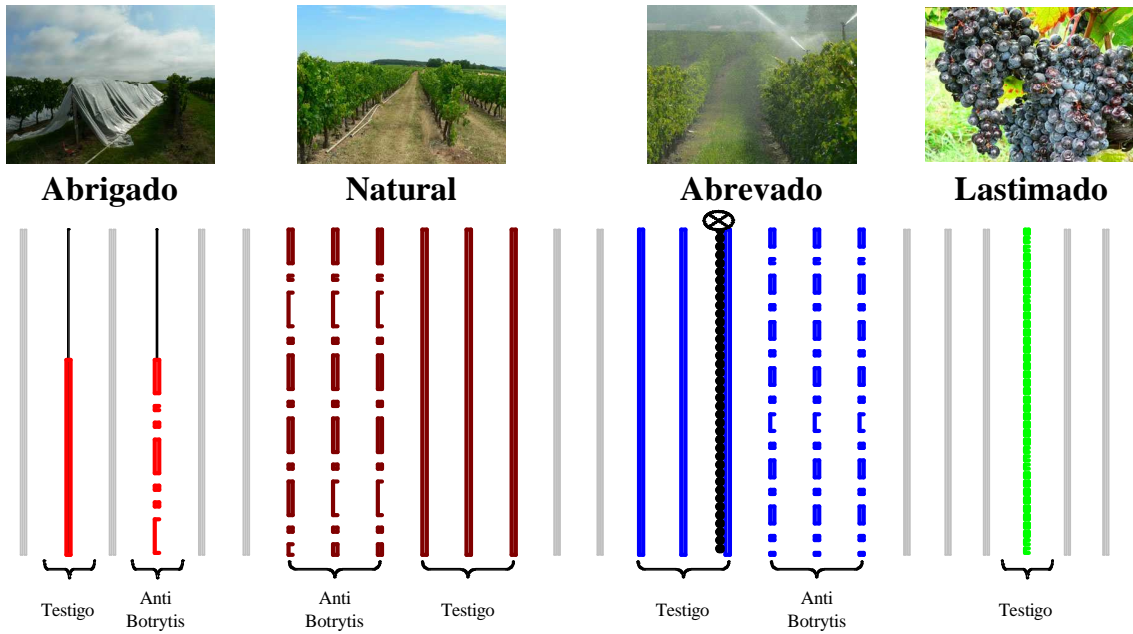 Abrigado
Natural
Abrevado
Lastimado
Testigo
Anti
Botrytis
Anti
Botrytis
Testigo
Testigo
Anti
Botrytis
Testigo